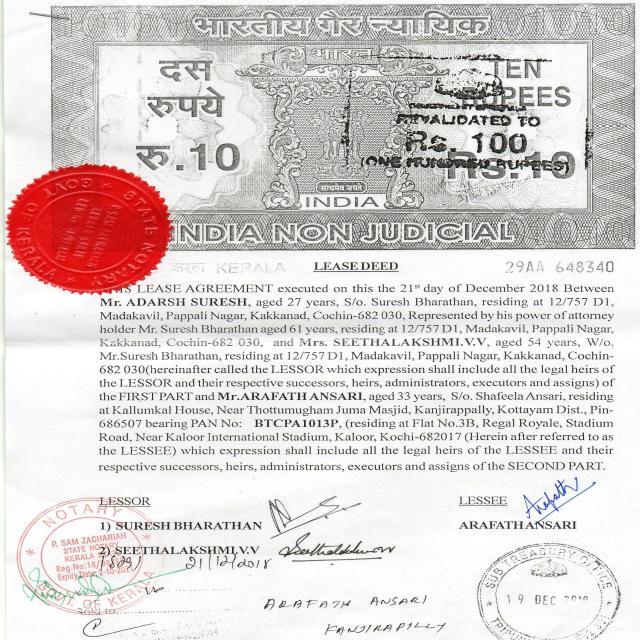 भारतीय गैर न्यायिक
भारत
दस
रुपये
रु.10
TEN
RUPEES
REVALIDATED TO
Rs. 100
(ONE HUNDRED RUPEES)
Rs.10
सत्यमेव जयते
INDIA
INDIA NON JUDICIAL
STATE NOTARY
GOVT OF KERALA
केरल KERALA
LEASE DEED
29AA 648340
THIS LEASE AGREEMENT executed on this the 21st day of December 2018 Between
Mr. ADARSH SURESH, aged 27 years, S/o. Suresh Bharathan, residing at 12/757 D1,
Madakavil, Pappali Nagar, Kakkanad, Cochin-682 030, Represented by his power of attorney
holder Mr. Suresh Bharathan aged 61 years, residing at 12/757 D1, Madakavil, Pappali Nagar,
Kakkanad, Cochin-682 030, and Mrs. SEETHALAKSHMI.V.V, aged 54 years, W/o.
Mr.Suresh Bharathan, residing at 12/757 D1, Madakavil, Pappali Nagar, Kakkanad, Cochin-
682 030(hereinafter called the LESSOR which expression shall include all the legal heirs of
the LESSOR and their respective successors, heirs, administrators, executors and assigns) of
the FIRST PART and Mr.ARAFATH ANSARI, aged 33 years, S/o. Shafeela Ansari, residing
at Kallumkal House, Near Thottumugham Juma Masjid, Kanjirappally, Kottayam Dist., Pin-
686507 bearing PAN No: BTCPA1013P, (residing at Flat No.3B, Regal Royale, Stadium
Road, Near Kaloor International Stadium, Kaloor, Kochi-682017 (Herein after referred to as
the LESSEE) which expression shall include all the legal heirs of the LESSEE and their
respective successors, heirs, administrators, executors and assigns of the SECOND PART.
LESSOR
LESSEE
Arafath
1) SURESH BHARATHAN
ARAFATHANSARI
2) SEETHALAKSHMI.V.V
Seethalakshmi
NOTARY
P. SAM ZACHARIAH
STATE NOTARY
KERALA
GOVT. OF KERALA
21/12/2018
Sold to
ARAFATH ANSARI
KANJIRAPILLY
SUB TREASURY OFFICE
19 DEC 2018